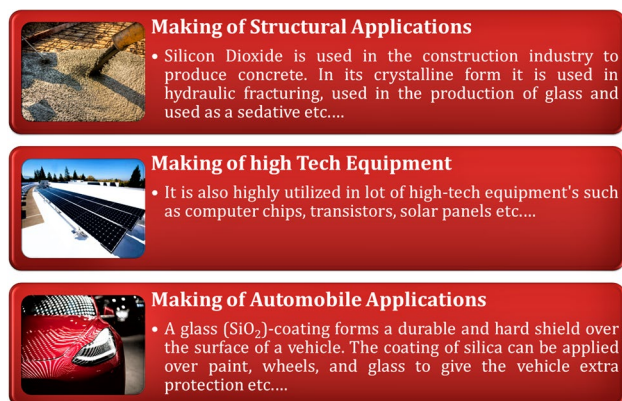 Making of Structural Applications
• Silicon Dioxide is used in the construction industry to
produce concrete. In its crystalline form it is used in
hydraulic fracturing, used in the production of glass and
used as a sedative etc....
Making of high Tech Equipment
• It is also highly utilized in lot of high-tech equipment's such
as computer chips, transistors, solar panels etc....
Making of Automobile Applications
• A glass (SiO₂)-coating forms a durable and hard shield over
the surface of a vehicle. The coating of silica can be applied
over paint, wheels, and glass to give the vehicle extra
protection etc....